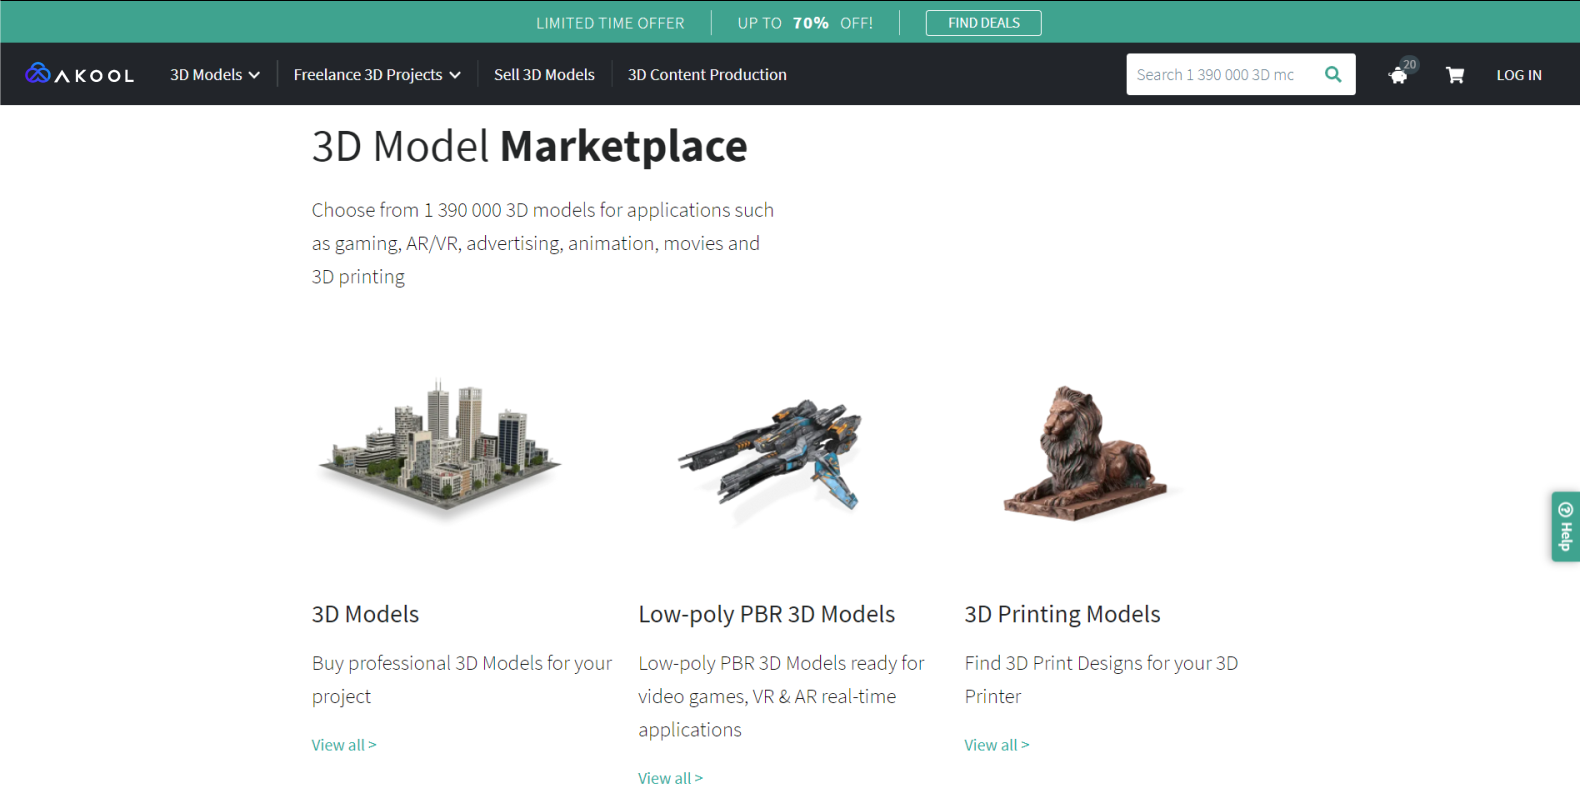 LIMITED TIME OFFER UP TO 70% OFF! FIND DEALS
AKOOL 3D Models Freelance 3D Projects Sell 3D Models 3D Content Production Search 1 390 000 3D mc 20 LOG IN
3D Model Marketplace
Choose from 1 390 000 3D models for applications such
as gaming, AR/VR, advertising, animation, movies and
3D printing
? Help
3D Models
Buy professional 3D Models for your
project
View all >
Low-poly PBR 3D Models
Low-poly PBR 3D Models ready for
video games, VR & AR real-time
applications
View all >
3D Printing Models
Find 3D Print Designs for your 3D
Printer
View all >